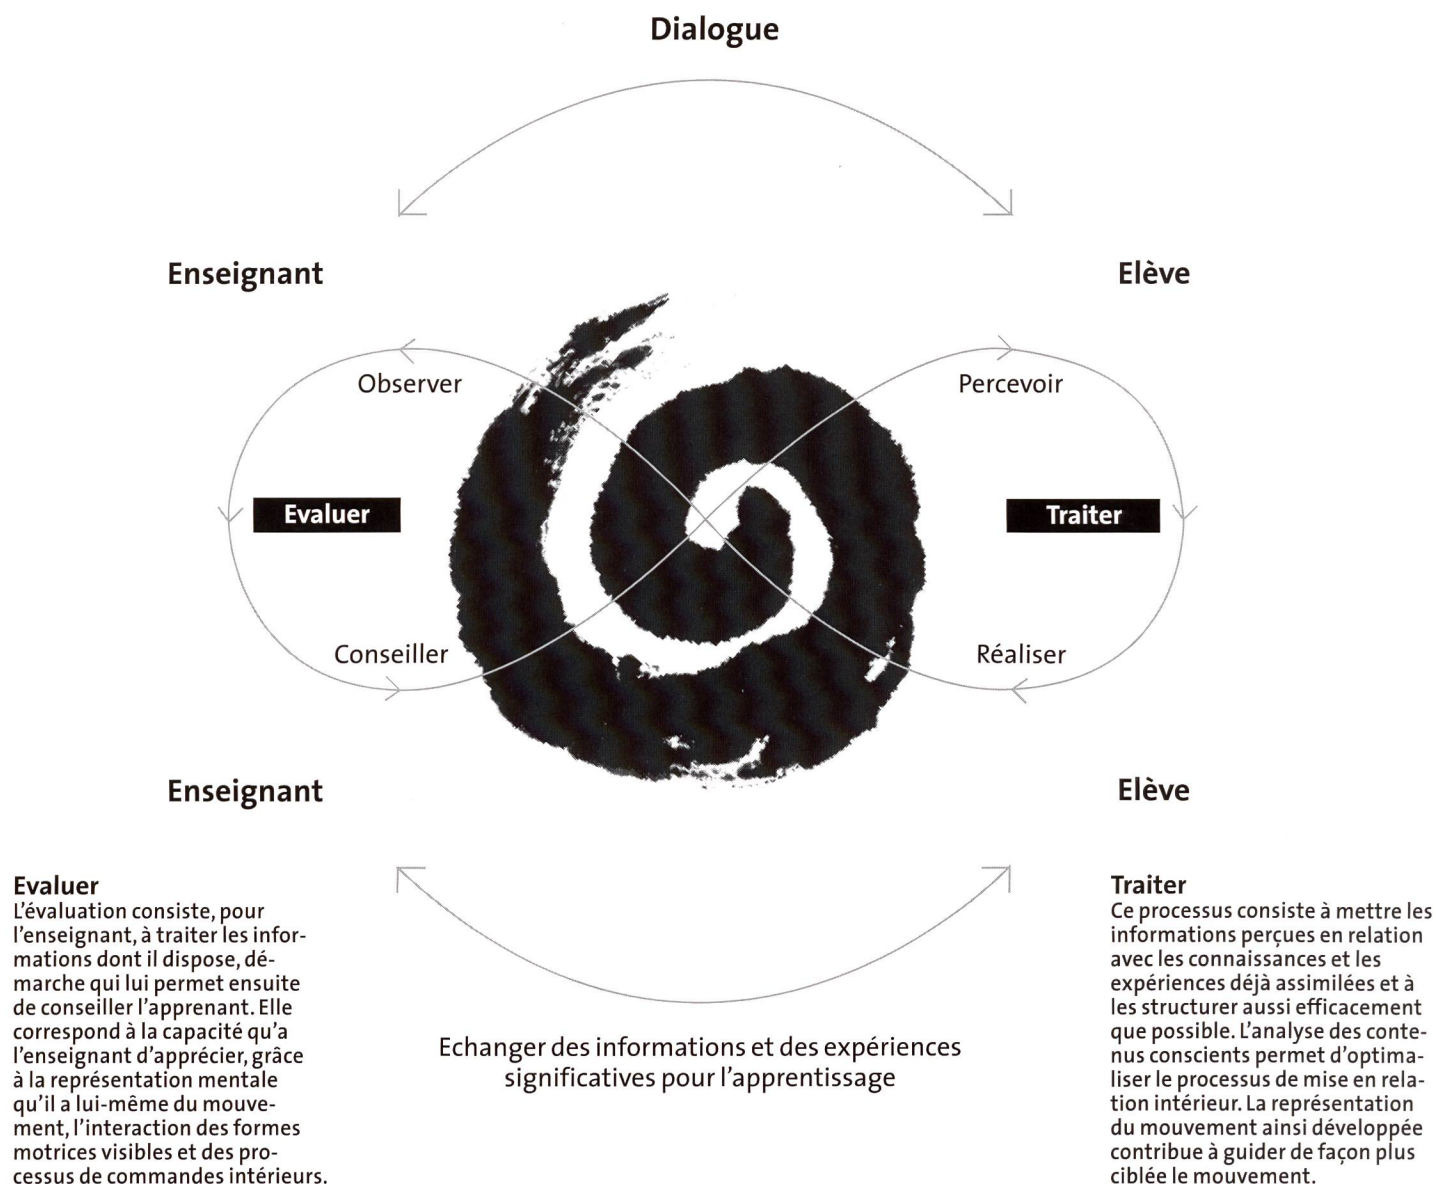 Dialogue
Enseignant
Elève
Observer
Percevoir
Evaluer
Traiter
Conseiller
Réaliser
Enseignant
Elève
Evaluer
L'évaluation consiste, pour
l'enseignant, à traiter les infor-
mations dont il dispose, dé-
marche qui lui permet ensuite
de conseiller l'apprenant. Elle
correspond à la capacité qu'a
l'enseignant d'apprécier, grâce
à la représentation mentale
qu'il a lui-même du mouve-
ment, l'interaction des formes
motrices visibles et des pro-
cessus de commandes intérieurs.
Echanger des informations et des expériences
significatives pour l'apprentissage
Traiter
Ce processus consiste à mettre les
informations perçues en relation
avec les connaissances et les
expériences déjà assimilées et à
les structurer aussi efficacement
que possible. L'analyse des conte-
nus conscients permet d'optima-
liser le processus de mise en rela-
tion intérieur. La représentation
du mouvement ainsi développée
contribue à guider de façon plus
ciblée le mouvement.